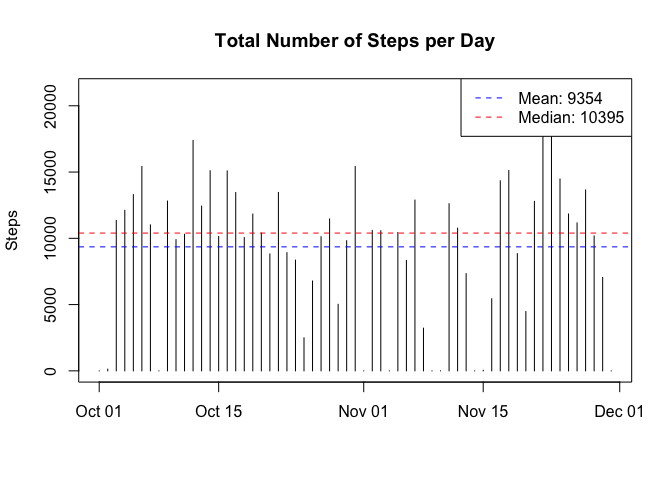 Total Number of Steps per Day
Mean: 9354
Median: 10395
Steps
20000
15000
10000
5000
0
Oct 01 Oct 15 Nov 01 Nov 15 Dec 01